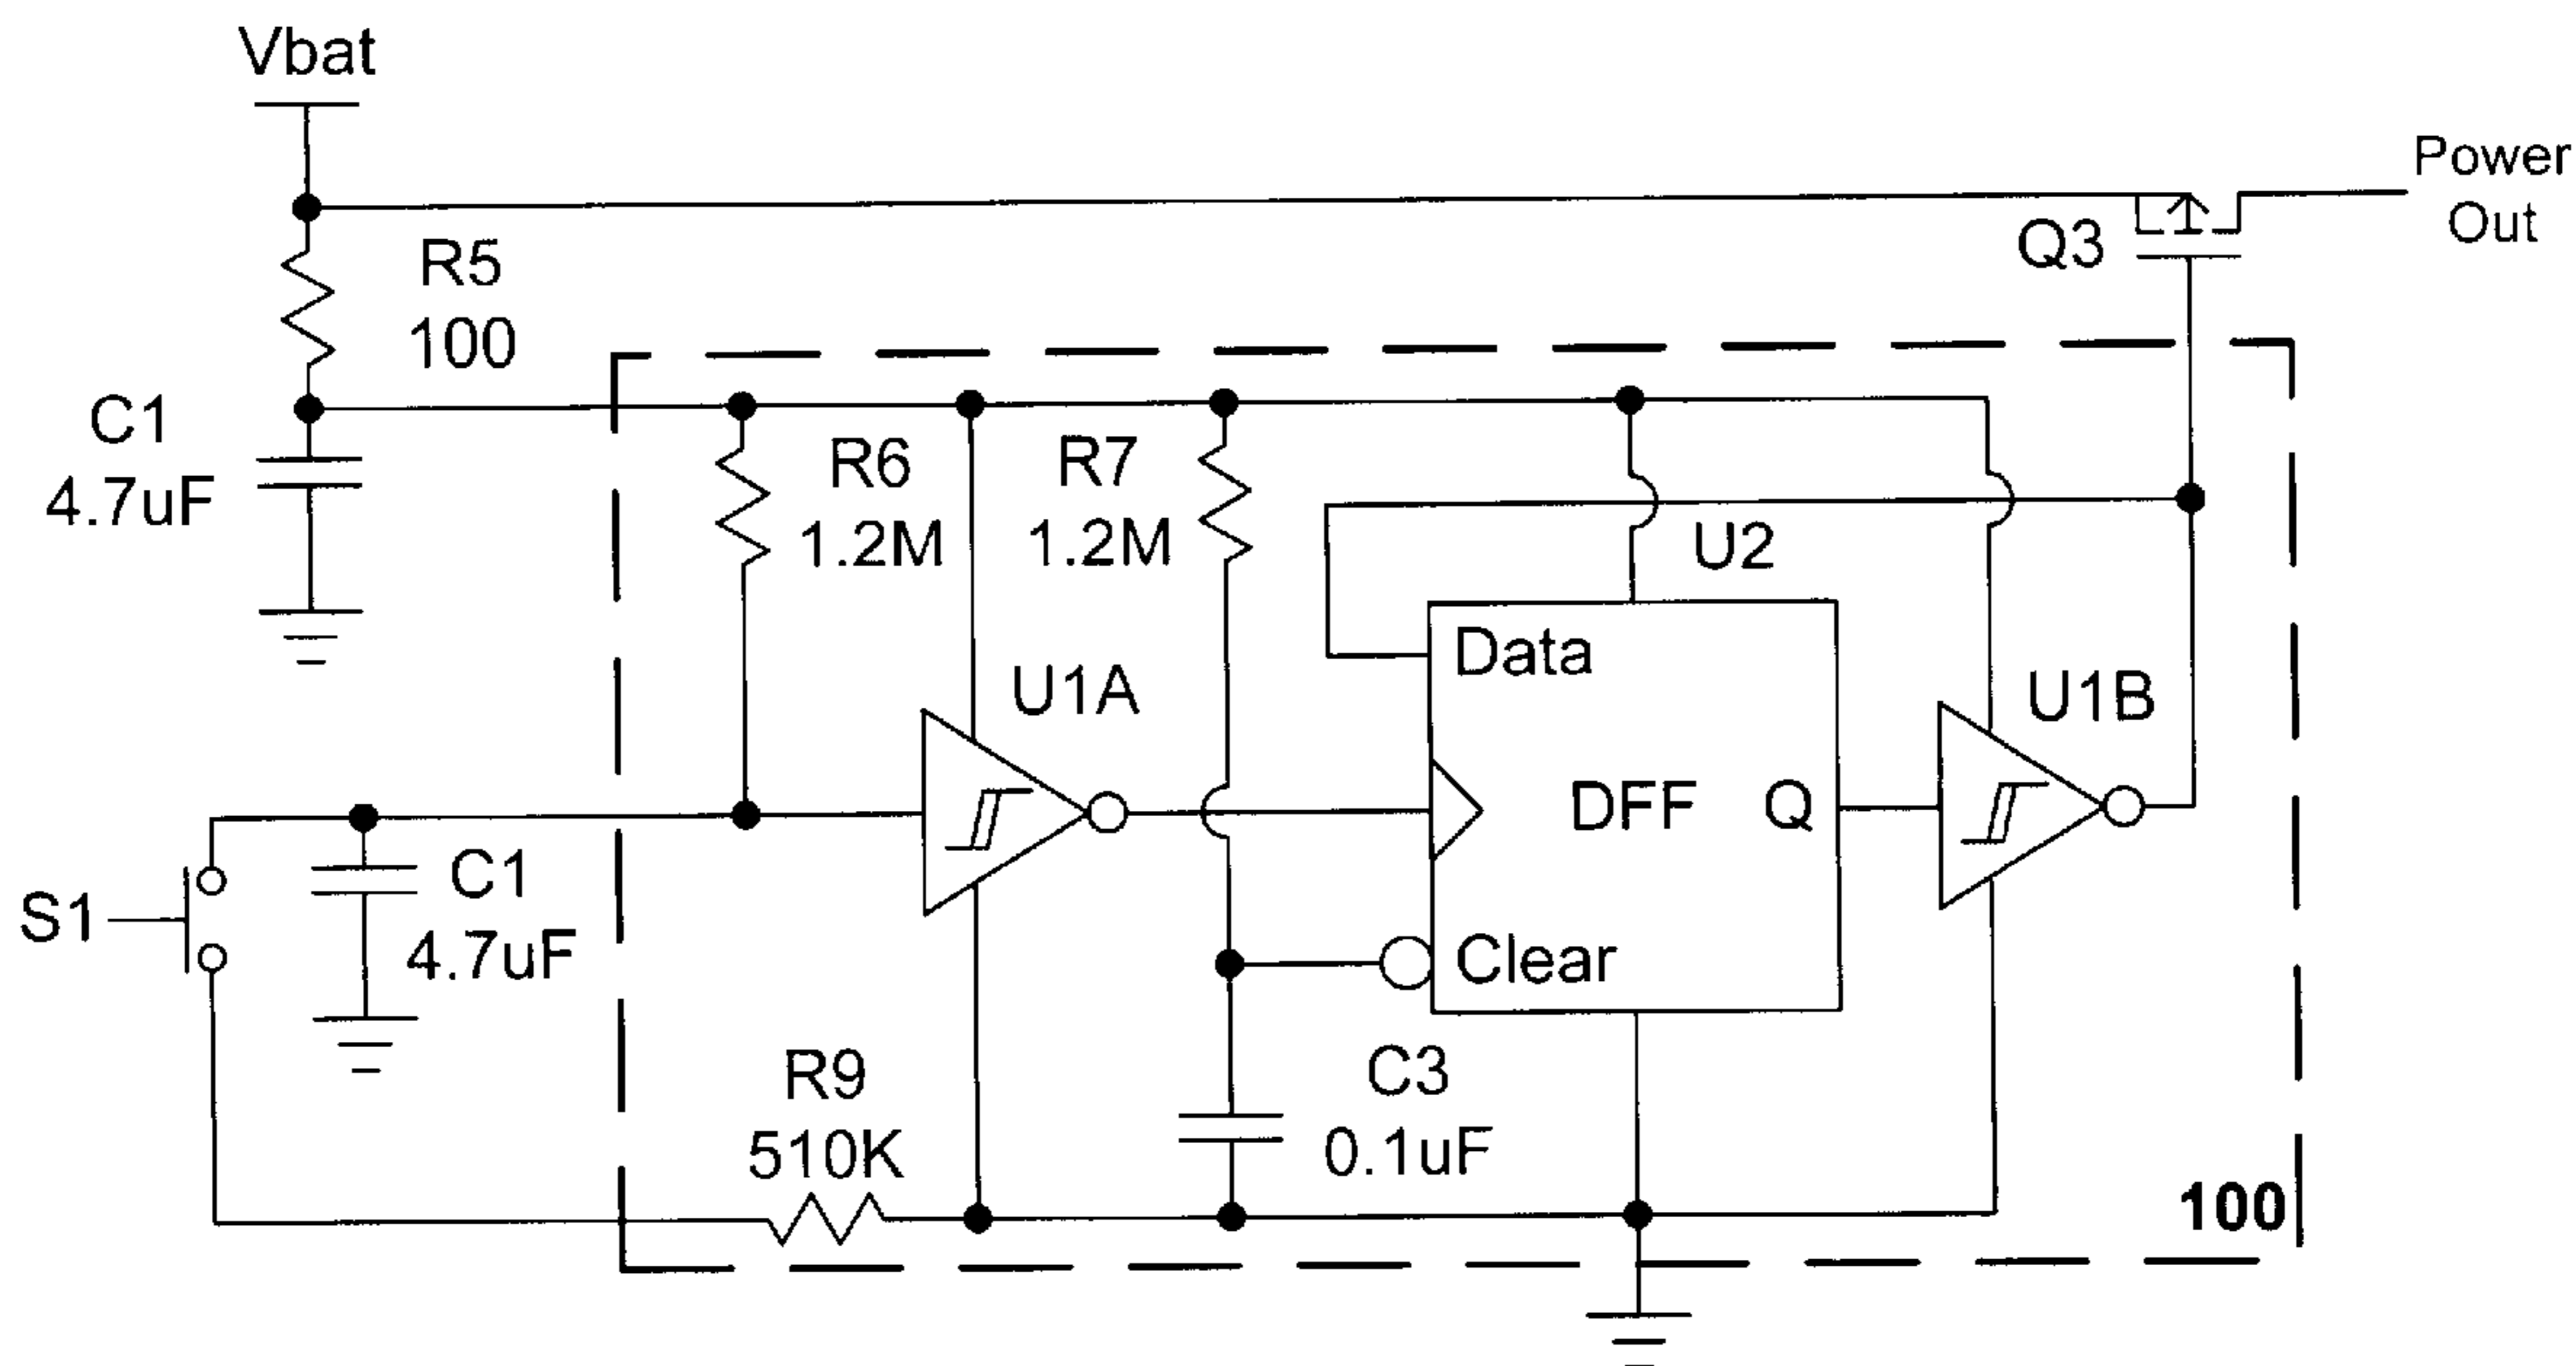 Vbat
Power
Out
Q3
R5
100
C1
4.7uF
R6
1.2M
R7
1.2M
U2
U1A
Data
U1B
DFF
Q
S1
C1
4.7uF
Clear
R9
510K
C3
0.1uF
100